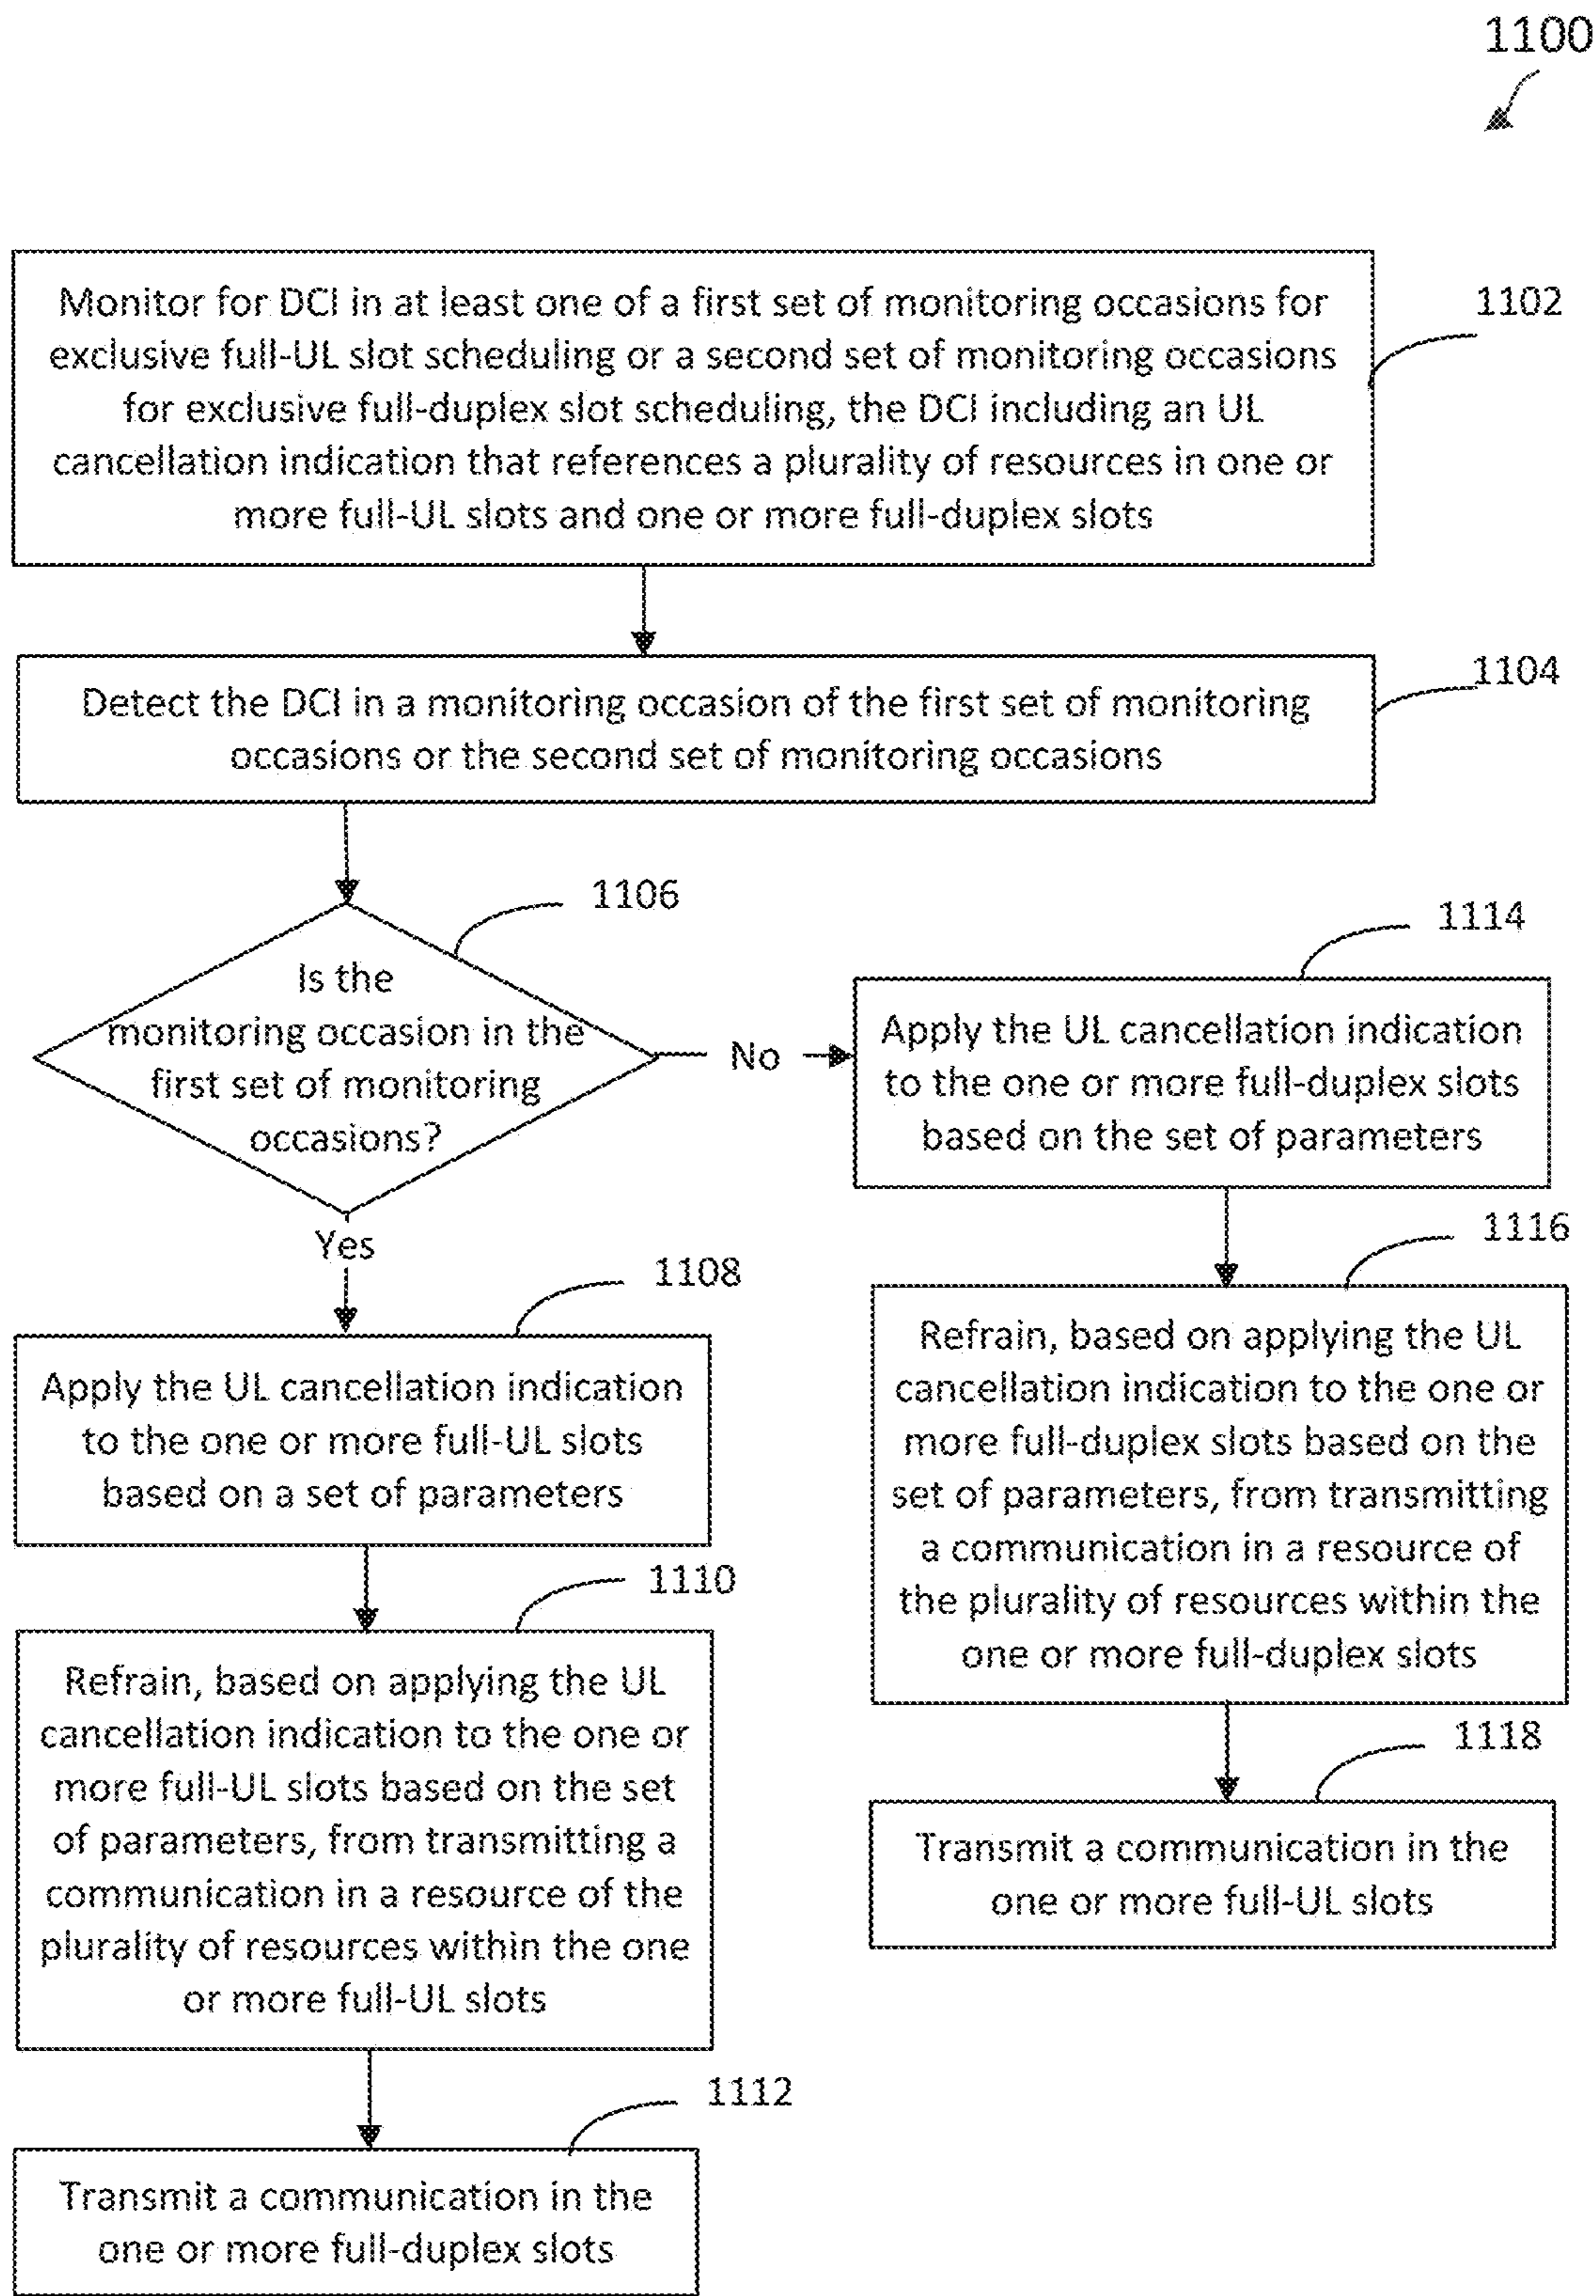 1100
Monitor for DCI in at least one of a first set of monitoring occasions for
exclusive full-UL slot scheduling or a second set of monitoring occasions
for exclusive full-duplex slot scheduling, the DCI including an UL
cancellation indication that references a plurality of resources in one or
more full-UL slots and one or more full-duplex slots
1102
Detect the DCI in a monitoring occasion of the first set of monitoring
occasions or the second set of monitoring occasions
1104
1106
Is the
monitoring occasion in the
first set of monitoring
occasions?
No
Yes
1108
Apply the UL cancellation indication
to the one or more full-UL slots
based on a set of parameters
1110
Refrain, based on applying the UL
cancellation indication to the one or
more full-UL slots based on the set
of parameters, from transmitting a
communication in a resource of the
plurality of resources within the one
or more full-UL slots
1112
Transmit a communication in the
one or more full-duplex slots
1114
Apply the UL cancellation indication
to the one or more full-duplex slots
based on the set of parameters
1116
Refrain, based on applying the UL
cancellation indication to the one or
more full-duplex slots based on the
set of parameters, from transmitting
a communication in a resource of
the plurality of resources within the
one or more full-duplex slots
1118
Transmit a communication in the
one or more full-UL slots